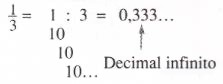 1/3 = 1 : 3 = 0,333...
10
10
10... Decimal infinito